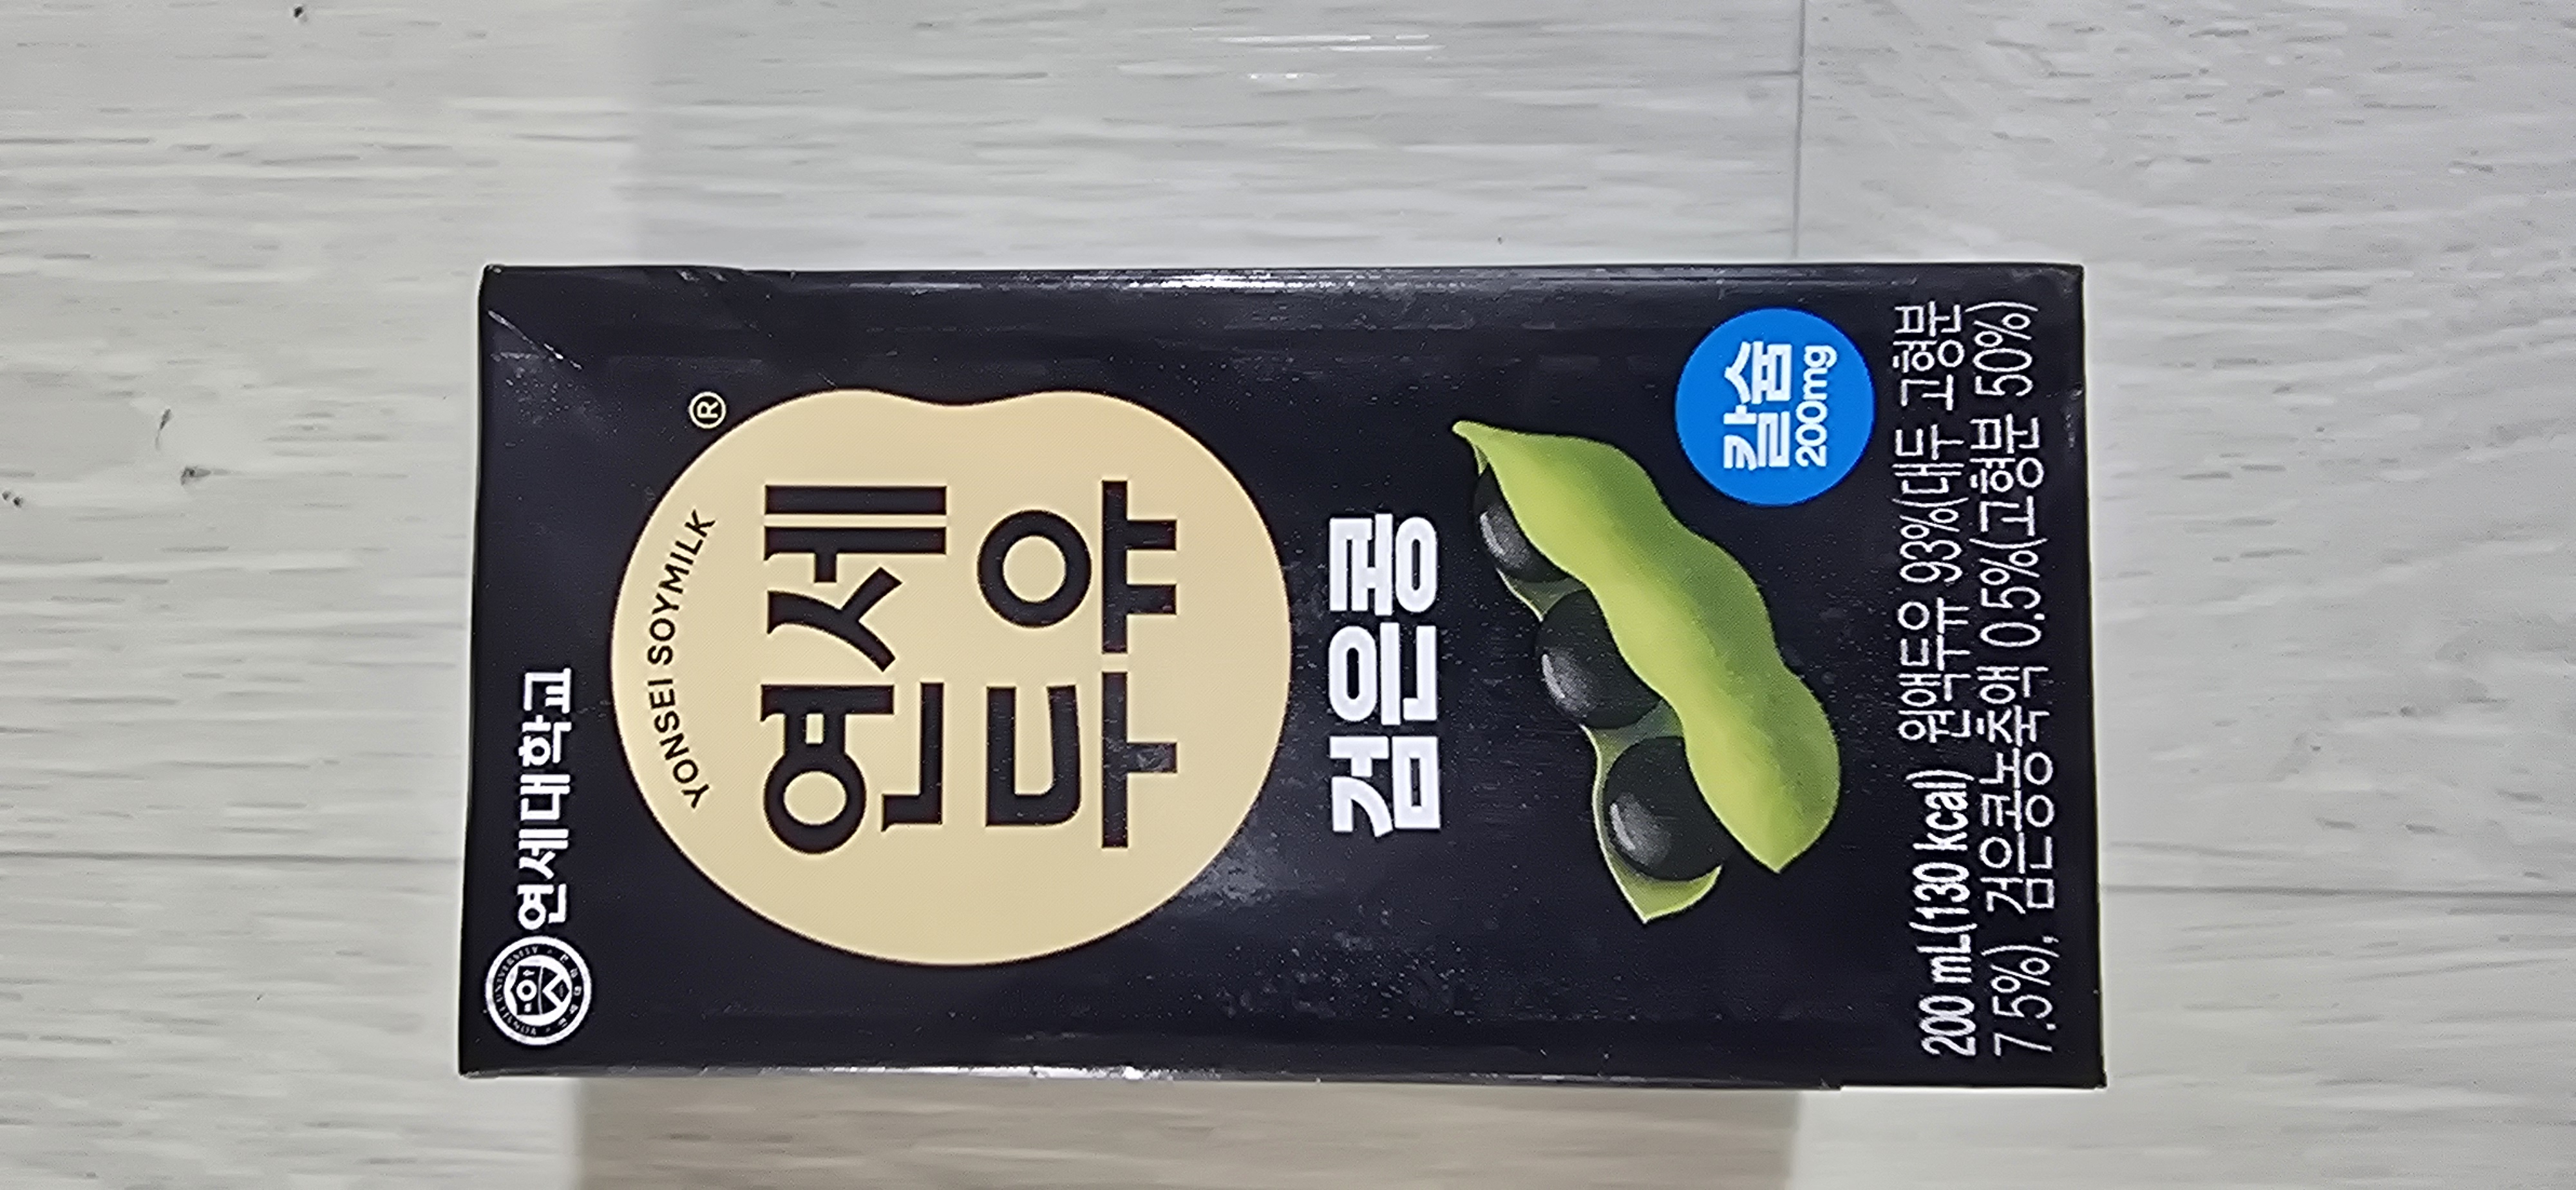 연세대학교
®
YONSEI SOYMILK
연세
두유
검은콩
칼슘
200mg
200 mL(130 kcal) 원액두유 93%(대두 고형분
7.5%), 검은콩농축액 0.5%(고형분 50%)